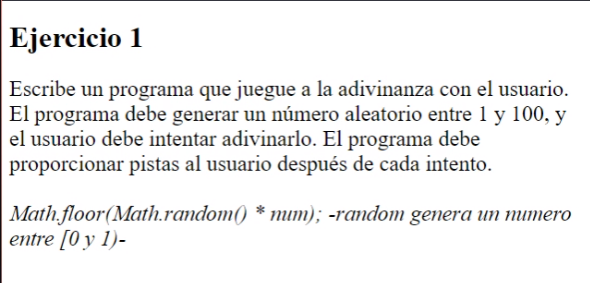 Ejercicio 1
Escribe un programa que juegue a la adivinanza con el usuario.
El programa debe generar un número aleatorio entre 1 y 100, y
el usuario debe intentar adivinarlo. El programa debe
proporcionar pistas al usuario después de cada intento.
Math.floor(Math.random() * num); -random genera un numero
entre [0 y 1)-